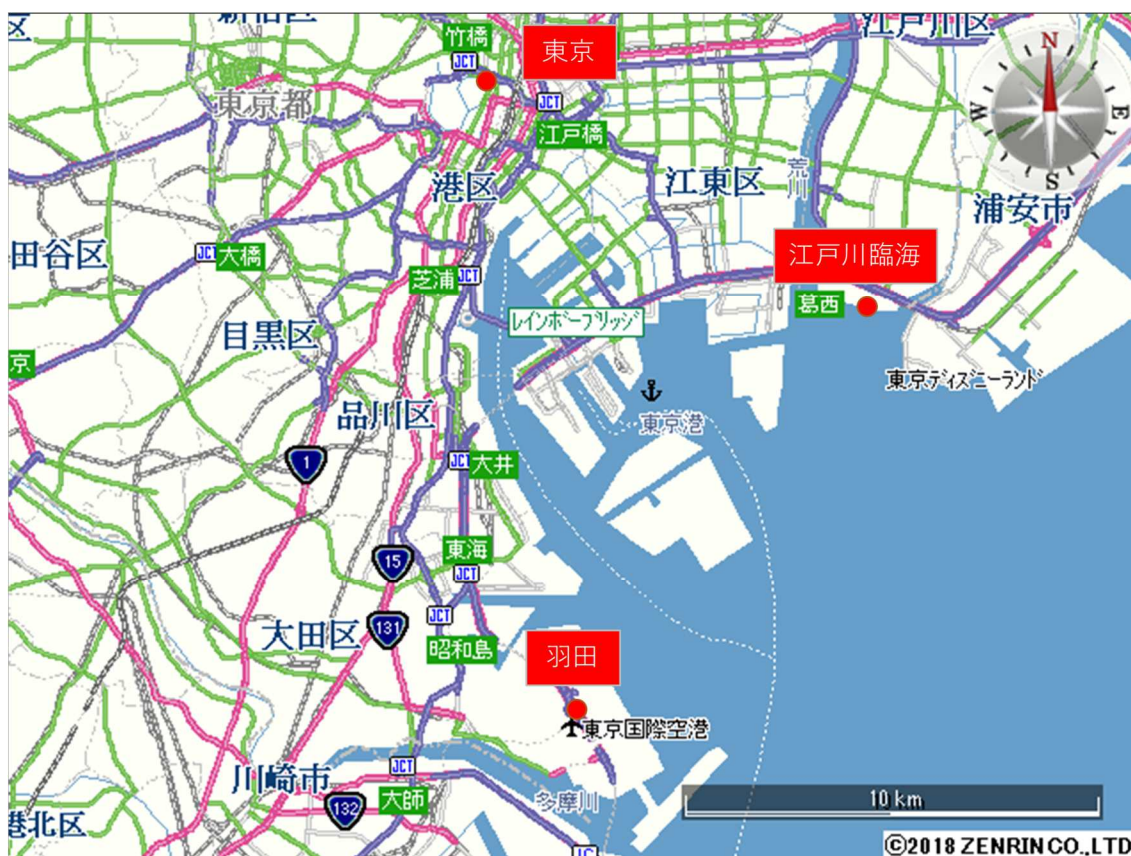 区
新宿区
竹橋
JCT
東京
江戸川区
N
W
E
S
東京都
JCT
江戸橋
荒川
港区
江東区
浦安市
田谷区
JCT
大橋
江戸川臨海
芝浦
JCT
葛西
レインボーブリッジ
目黒区
京
東京ディズニーランド
品川区
東京港
1
JCT
大井
東海
15
JCT
JCT
131
大田区
昭和島
羽田
東京国際空港
JCT
川崎市
大師
多摩川
10 km
132
港北区
JCT
©2018 ZENRIN CO.,LTD